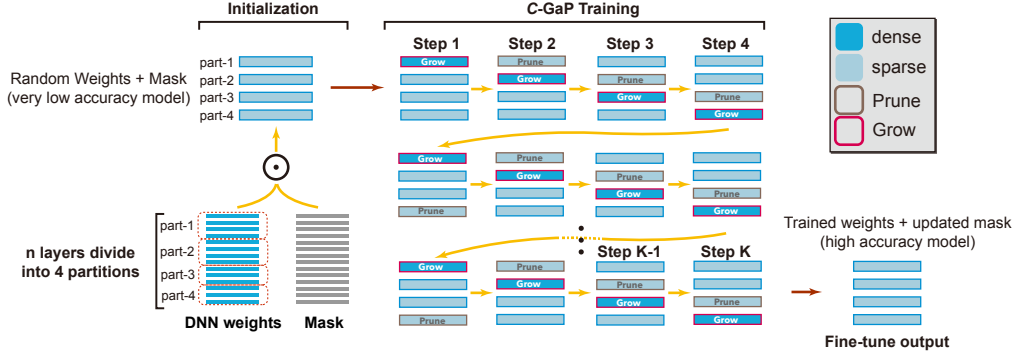 Initialization
C-GaP Training
Random Weights + Mask
(very low accuracy model)
part-1
part-2
part-3
part-4
Step 1
Step 2
Step 3
Step 4
Grow
Prune
Grow
Prune
Grow
Prune
Grow
dense
sparse
Prune
Grow
Grow
Prune
Prune
Grow
Prune
Grow
Prune
Grow
n layers divide
into 4 partitions
part-1
part-2
part-3
part-4
DNN weights
Mask
Step K-1
Step K
Grow
Prune
Prune
Grow
Prune
Grow
Prune
Grow
Trained weights + updated mask
(high accuracy model)
Fine-tune output